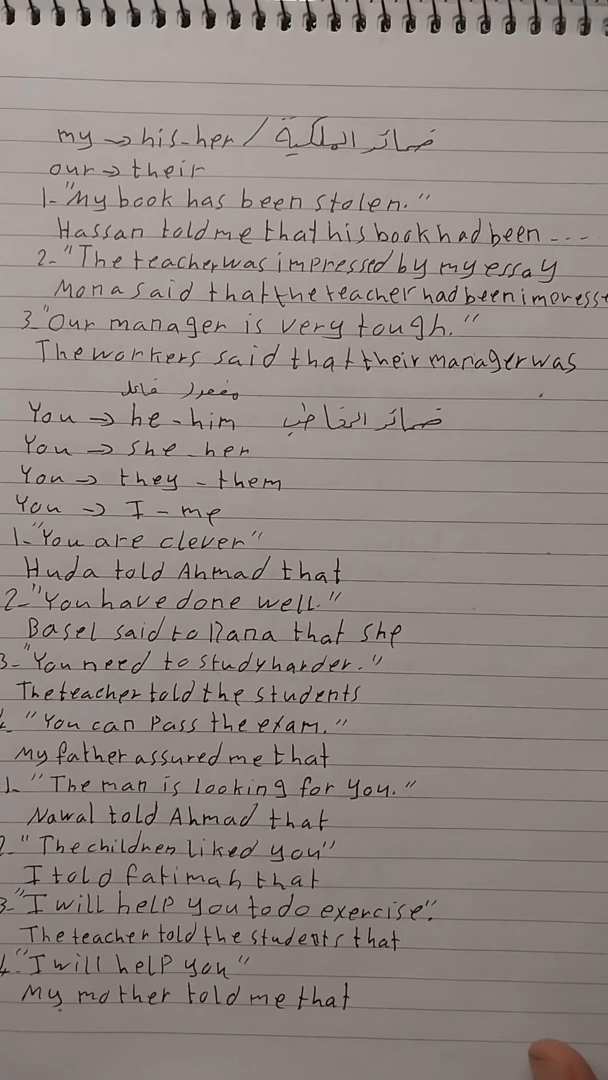 my → his - her / ضمائر الملكية
our → their
1- "My book has been stolen."
Hassan told me that his book had been ---
2- "The teacher was impressed by my essay
Mona said that the teacher had been impresse
3- "Our manager is very tough."
The workers said that their manager was
مفعول فاعل
You → he - him ضمائر المخاطب
You → she - her
You → they - them
You → I - me
1- "You are clever"
Huda told Ahmad that
2- "You have done well."
Basel said to Rana that she
3- "You need to study harder."
The teacher told the students
4. "You can pass the exam."
My father assured me that
1. "The man is looking for you."
Nawal told Ahmad that
2. "The children liked you"
I told fatimah that
3- "I will help you to do exercise".
The teacher told the students that
4. "I will help you"
My mother told me that